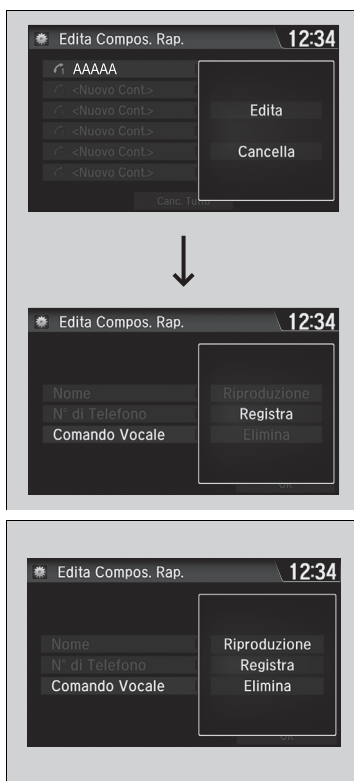 Edita Compos. Rap. 12:34
AAAAA
<Nuovo Cont.>
<Nuovo Cont.>
Edita
<Nuovo Cont.>
<Nuovo Cont.>
Cancella
<Nuovo Cont.>
Canc. Tutto
Edita Compos. Rap. 12:34
Nome Riproduzione
N° di Telefono Registra
Comando Vocale Elimina
OK
Edita Compos. Rap. 12:34
Nome Riproduzione
N° di Telefono Registra
Comando Vocale Elimina
OK